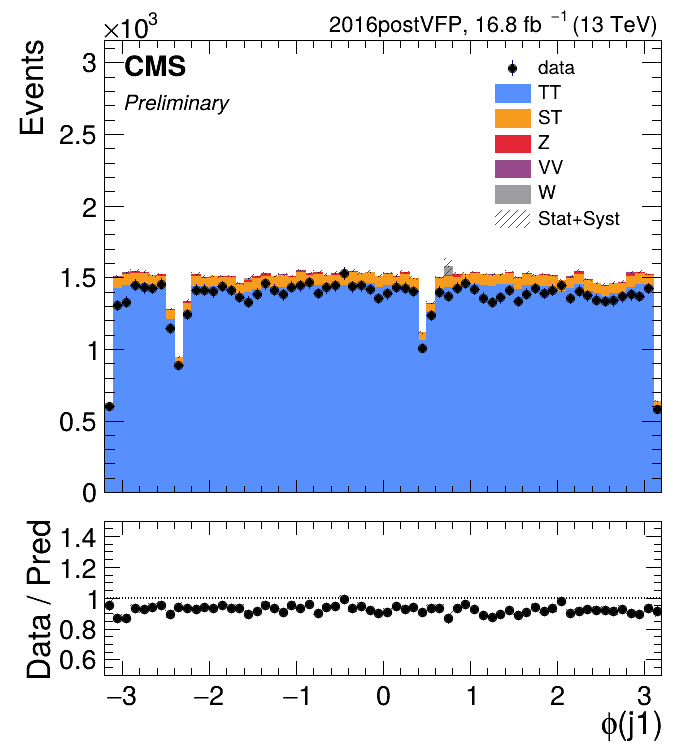 ×10³
2016postVFP, 16.8 fb ⁻¹ (13 TeV)
CMS
Preliminary
Events
data
TT
ST
Z
VV
W
Stat+Syst
3
2.5
2
1.5
1
0.5
0
Data / Pred
1.4
1.2
1
0.8
0.6
−3 −2 −1 0 1 2 3
ϕ(j1)